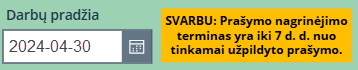 Darbų pradžia
2024-04-30
SVARBU: Prašymo nagrinėjimo
terminas yra iki 7 d. d. nuo
tinkamai užpildyto prašymo.